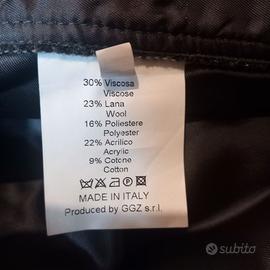 30% Viscosa
Viscose
23% Lana
Wool
16% Poliestere
Polyester
22% Acrilico
Acrylic
9% Cotone
Cotton
MADE IN ITALY
Produced by GGZ s.r.l.
subito